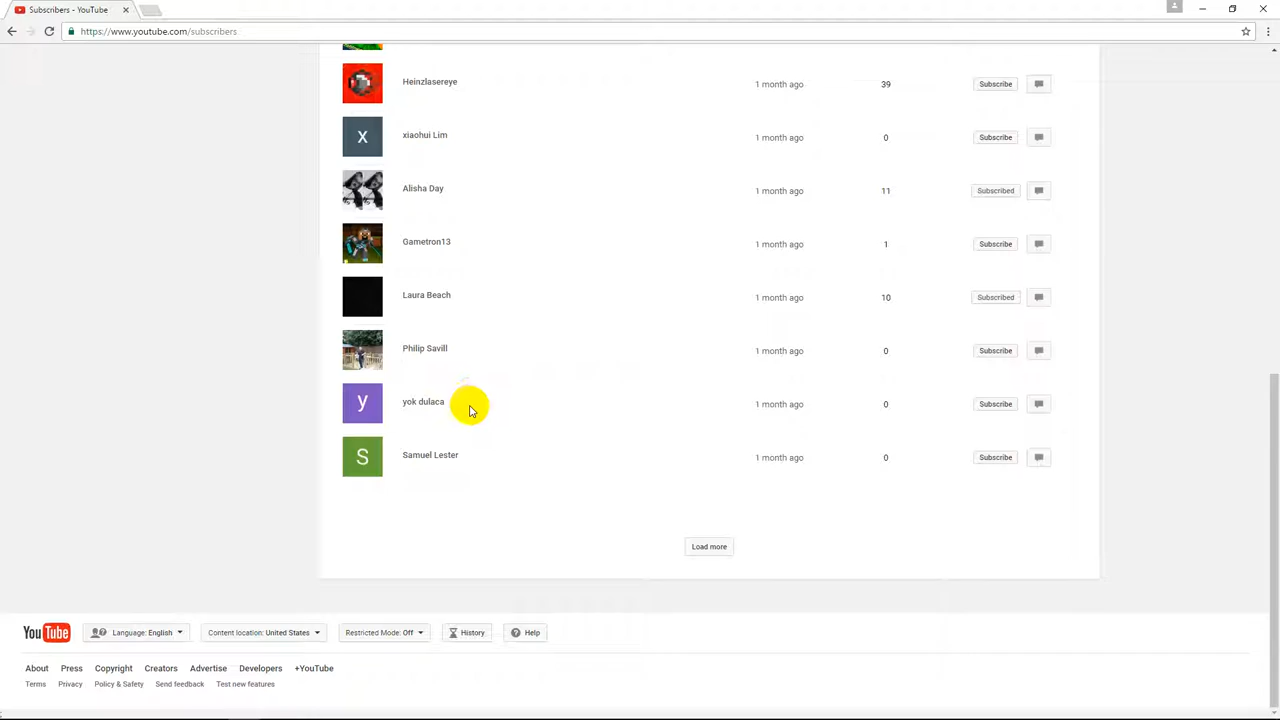 Subscribers - YouTube
https://www.youtube.com/subscribers
Heinzlasereye 1 month ago 39 Subscribe
x xiaohui Lim 1 month ago 0 Subscribe
Alisha Day 1 month ago 11 Subscribed
Gametron13 1 month ago 1 Subscribe
Laura Beach 1 month ago 10 Subscribed
Philip Savill 1 month ago 0 Subscribe
y yok dulaca 1 month ago 0 Subscribe
S Samuel Lester 1 month ago 0 Subscribe
Load more
YouTube Language: English Content location: United States Restricted Mode: Off History Help
About Press Copyright Creators Advertise Developers +YouTube
Terms Privacy Policy & Safety Send feedback Test new features